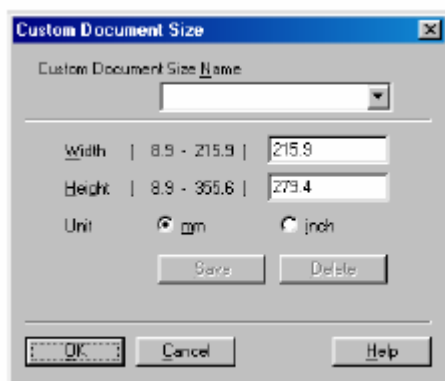 Custom Document Size
Custom Document Size Name
Width [ 8.9 - 215.9 ] 215.9
Height [ 8.9 - 355.6 ] 279.4
Unit mm inch
Save Delete
OK Cancel Help